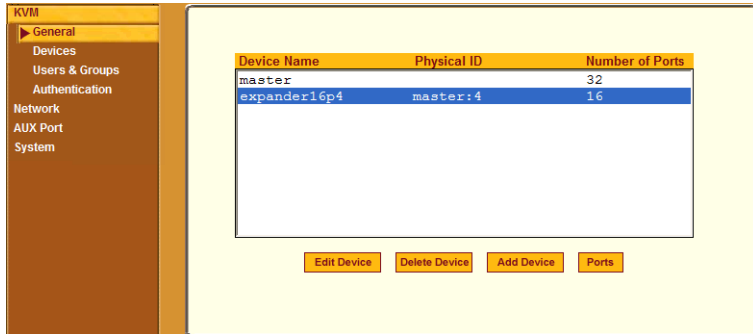 KVM
General
Devices
Users & Groups
Authentication
Network
AUX Port
System
Device Name Physical ID Number of Ports
master 32
expander16p4 master:4 16
Edit Device Delete Device Add Device Ports